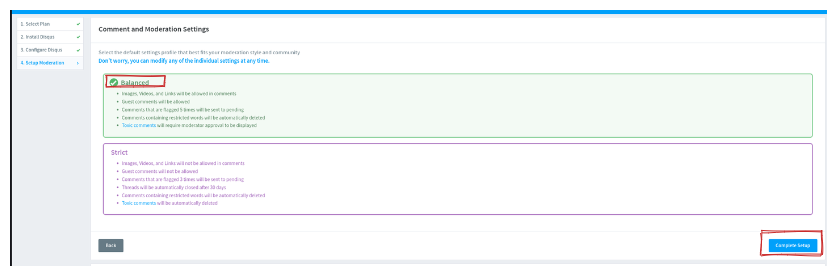 1. Select Plan
2. Install Disqus
3. Configure Disqus
4. Setup Moderation
Comment and Moderation Settings
Select the default settings profile that best fits your moderation style and community.
Don't worry, you can modify any of the individual settings at any time.
Balanced
Images, Videos, and Links will be allowed in comments
Guest comments will be allowed
Comments that are flagged 5 times will be sent to pending
Comments containing restricted words will be automatically deleted
Toxic comments will require moderator approval to be displayed
Strict
Images, Videos, and Links will not be allowed in comments
Guest comments will not be allowed
Comments that are flagged 3 times will be sent to pending
Threads will be automatically closed after 30 days
Comments containing restricted words will be automatically deleted
Toxic comments will be automatically deleted
Back
Complete Setup